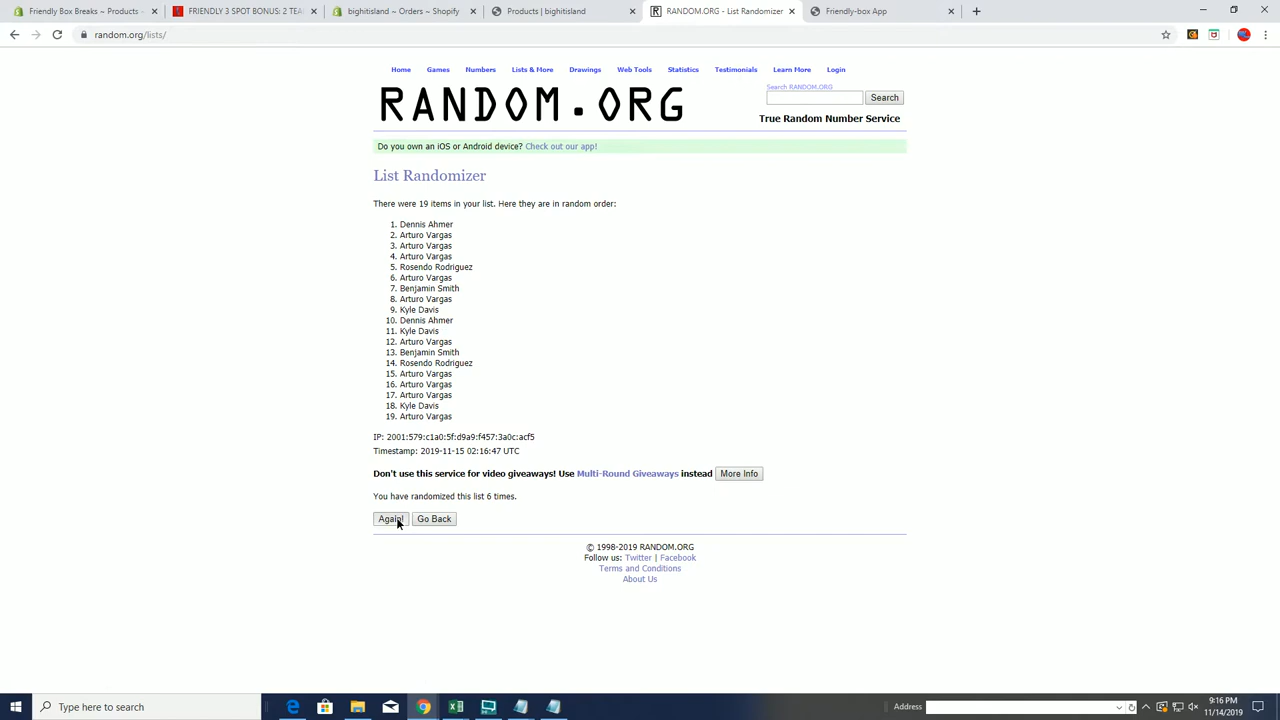 Friendly Box Breaks ~ Shopify
FRIENDLY 3 SPOT BONUS: 2 TEA
bighitisland ~ Orders ~ Shopify
Products | bighitisland
RANDOM.ORG - List Randomizer
Friendly-box App
random.org/lists/
Home Games Numbers Lists & More Drawings Web Tools Statistics Testimonials Learn More Login
RANDOM.ORG
Search RANDOM.ORG
Search
True Random Number Service
Do you own an iOS or Android device? Check out our app!
List Randomizer
There were 19 items in your list. Here they are in random order:
1. Dennis Ahmer
2. Arturo Vargas
3. Arturo Vargas
4. Arturo Vargas
5. Rosendo Rodriguez
6. Arturo Vargas
7. Benjamin Smith
8. Arturo Vargas
9. Kyle Davis
10. Dennis Ahmer
11. Kyle Davis
12. Arturo Vargas
13. Benjamin Smith
14. Rosendo Rodriguez
15. Arturo Vargas
16. Arturo Vargas
17. Arturo Vargas
18. Kyle Davis
19. Arturo Vargas
IP: 2001:579:c1a0:5f:d9a9:f457:3a0c:acf5
Timestamp: 2019-11-15 02:16:47 UTC
Don't use this service for video giveaways! Use Multi-Round Giveaways instead More Info
You have randomized this list 6 times.
Again! Go Back
© 1998-2019 RANDOM.ORG
Follow us: Twitter | Facebook
Terms and Conditions
About Us
Type here to search
Address
9:16 PM
11/14/2019